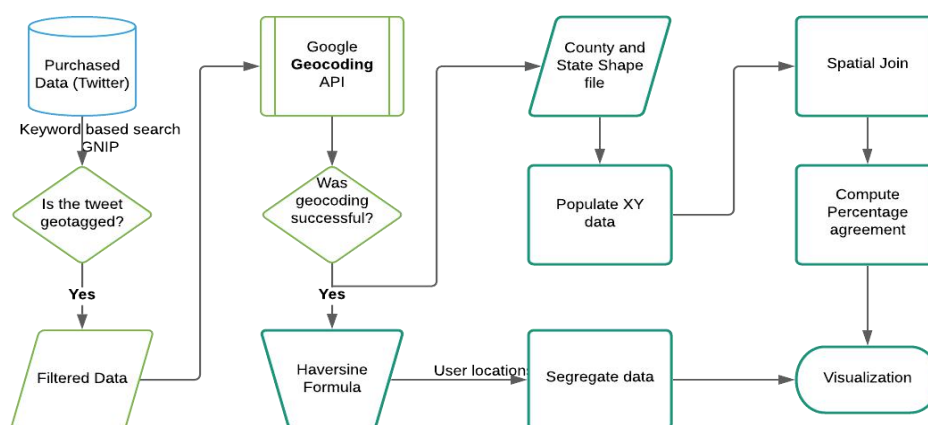 Purchased
Data (Twitter)
Keyword based search
GNIP
Is the tweet
geotagged?
Yes
Filtered Data
Google
Geocoding
API
Was
geocoding
successful?
Yes
Haversine
Formula
User locations
County and
State Shape
file
Populate XY
data
Segregate data
Spatial Join
Compute
Percentage
agreement
Visualization